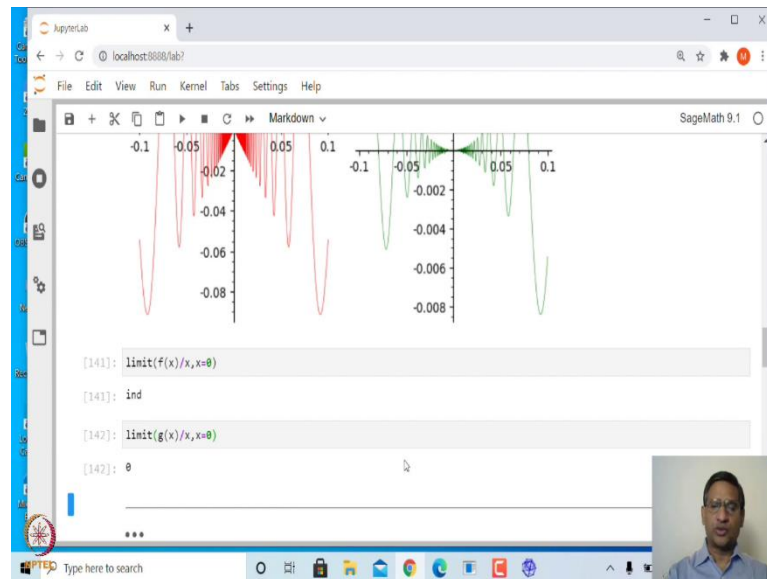 JupyterLab
localhost:8888/lab?
M
File Edit View Run Kernel Tabs Settings Help
Markdown
SageMath 9.1
-0.1 -0.05 0.05 0.1
-0.02
-0.04
-0.06
-0.08
-0.1 -0.05 0.05 0.1
-0.002
-0.004
-0.006
-0.008
[141]: limit(f(x)/x,x=0)
[141]: ind
[142]: limit(g(x)/x,x=0)
[142]: 0
NPTEL
Type here to search